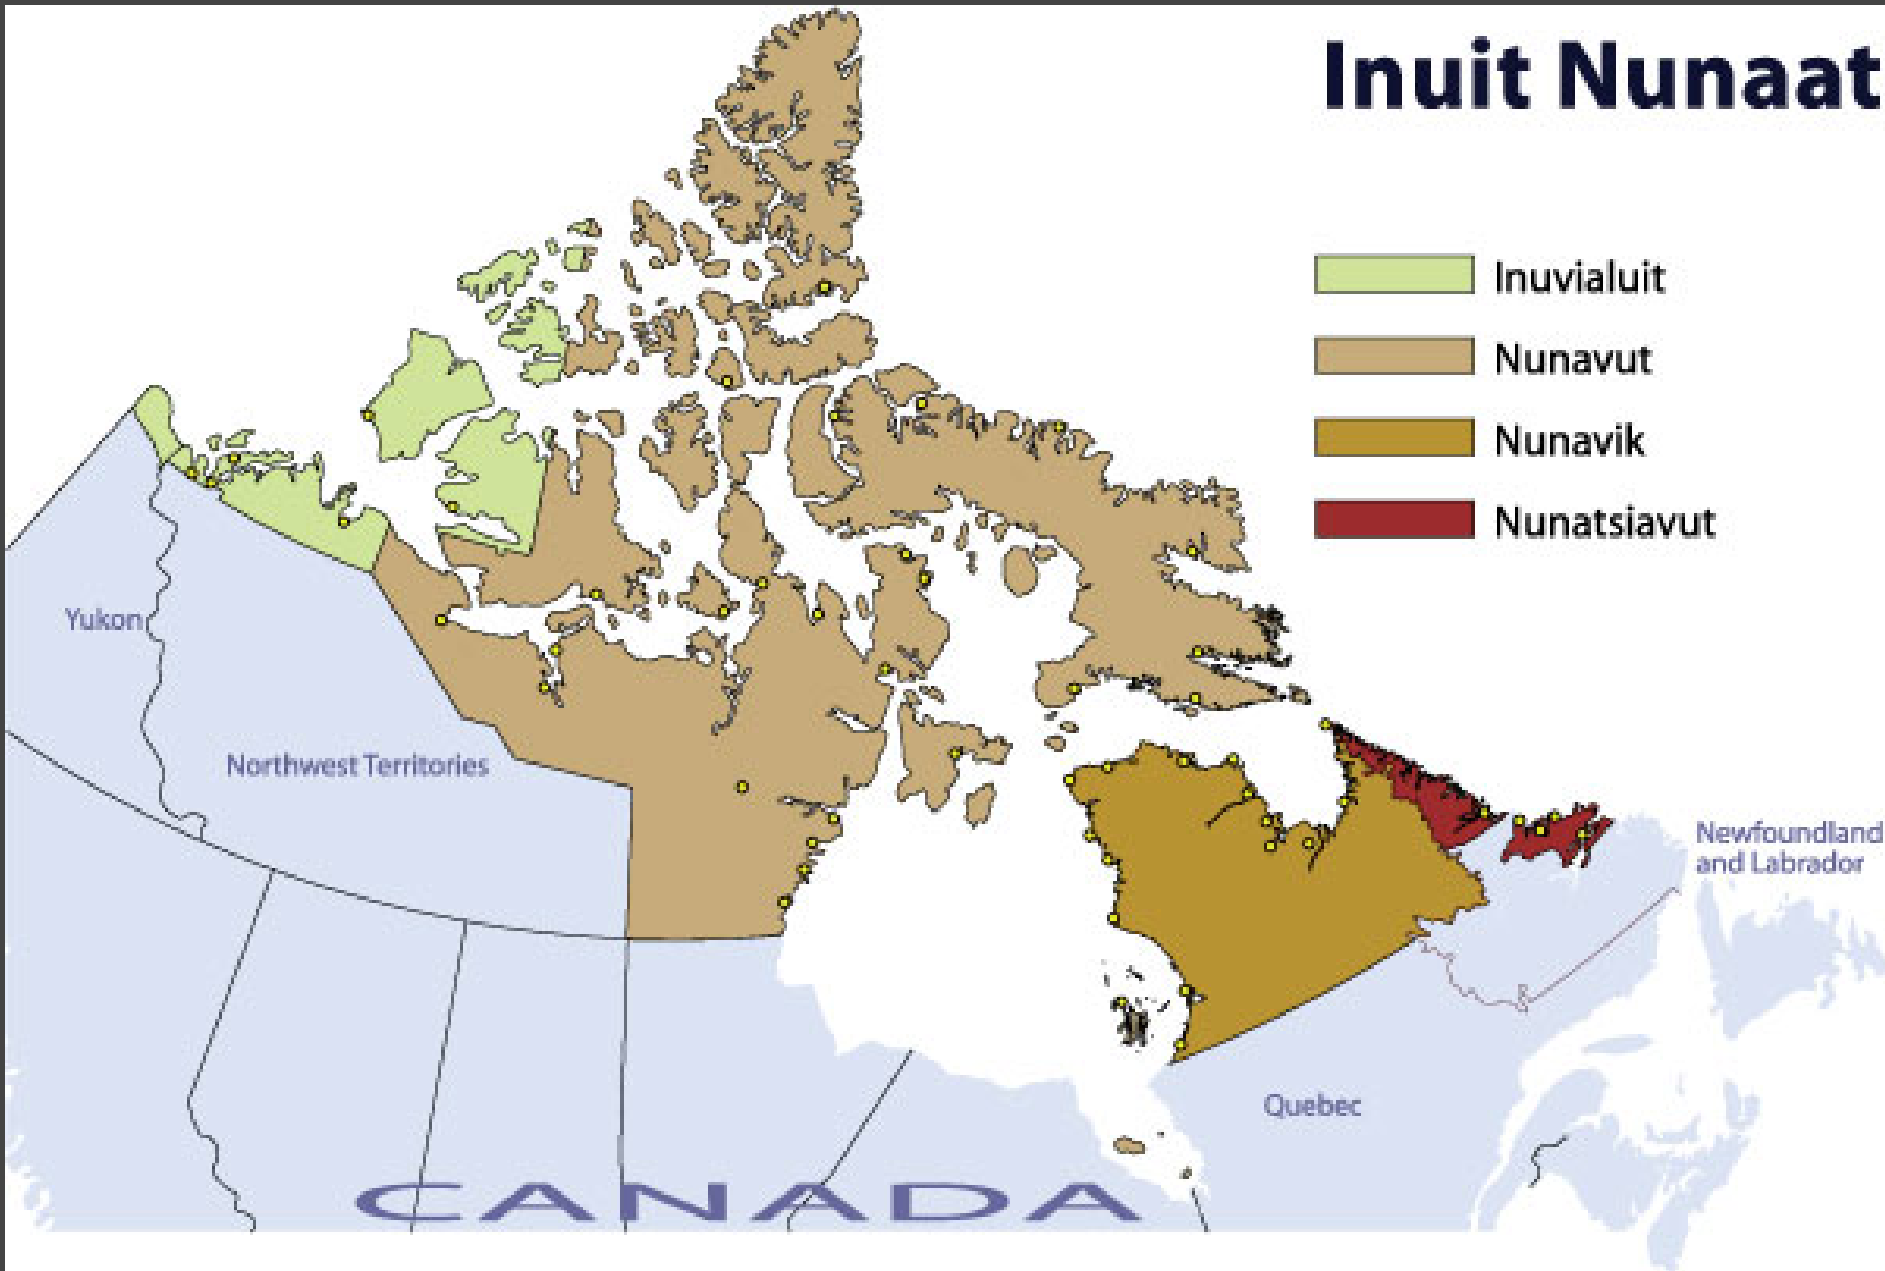 Inuit Nunaat
Inuvialuit
Nunavut
Nunavik
Nunatsiavut
Yukon
Northwest Territories
Newfoundland
and Labrador
Quebec
CANADA